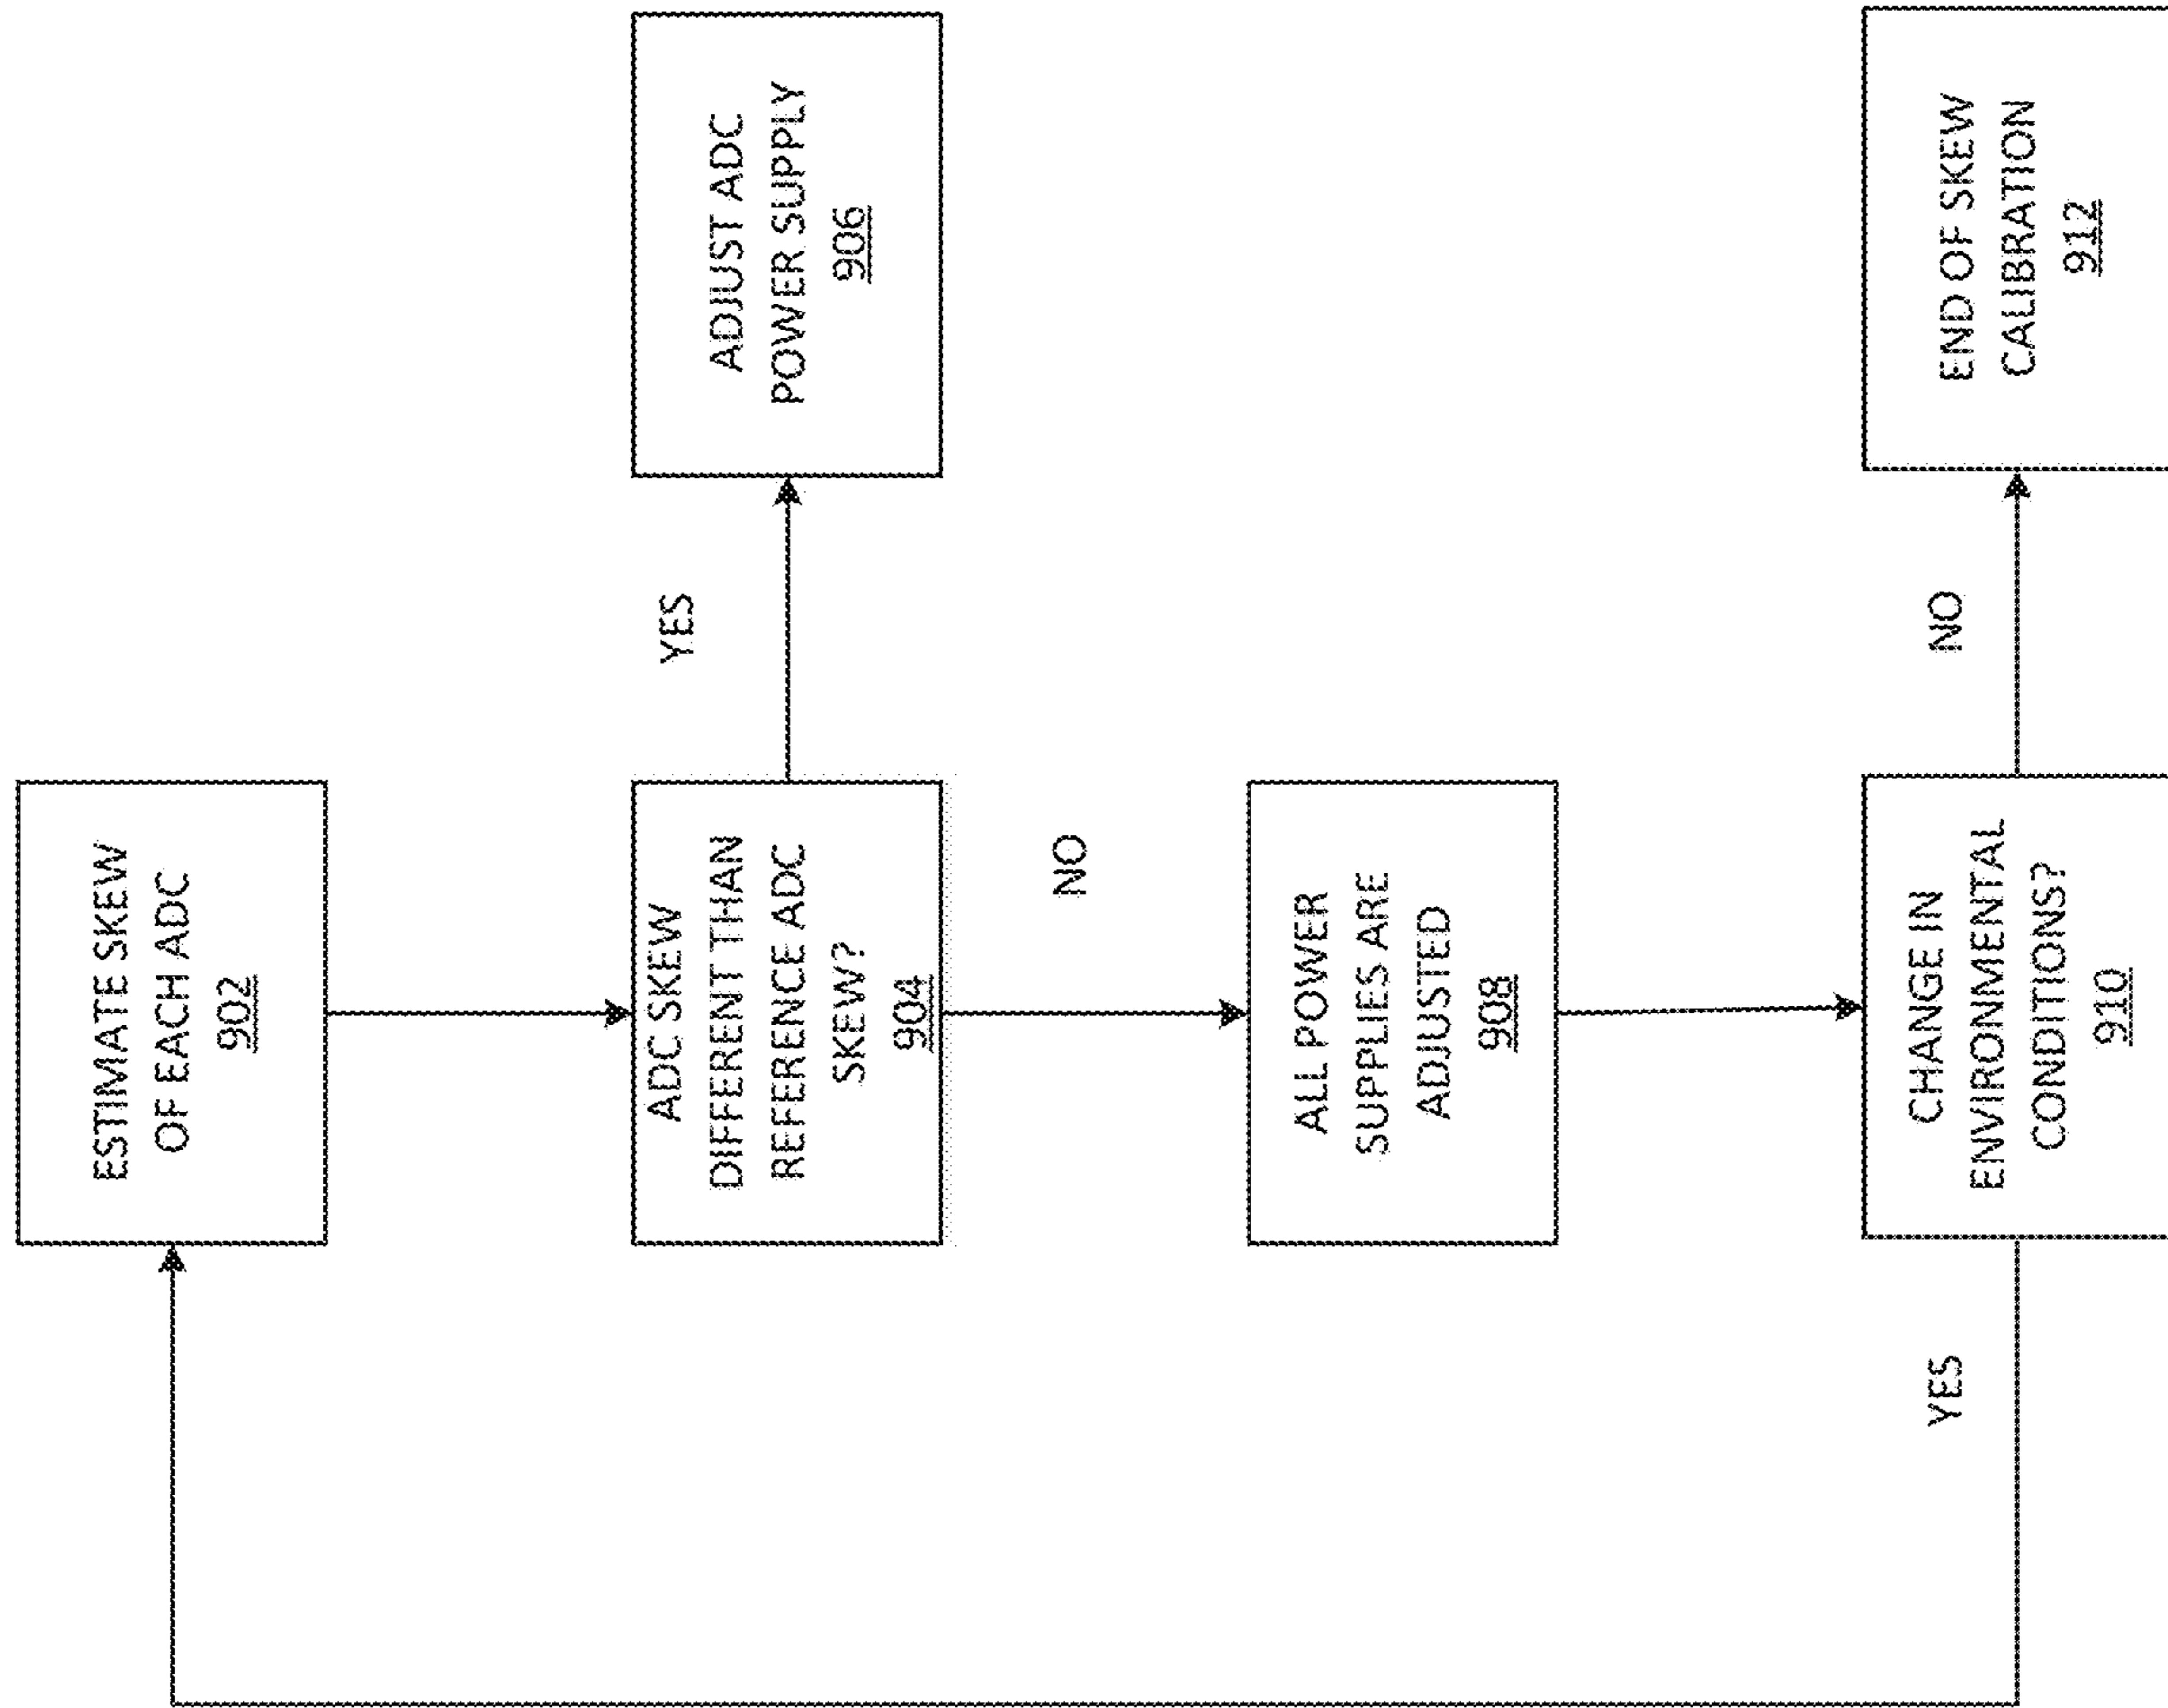 ESTIMATE SKEW
OF EACH ADC
902
ADC SKEW
DIFFERENT THAN
REFERENCE ADC
SKEW?
904
YES
ADJUST ADC
POWER SUPPLY
906
NO
ALL POWER
SUPPLIES ARE
ADJUSTED
908
CHANGE IN
ENVIRONMENTAL
CONDITIONS?
910
YES
NO
END OF SKEW
CALIBRATION
912